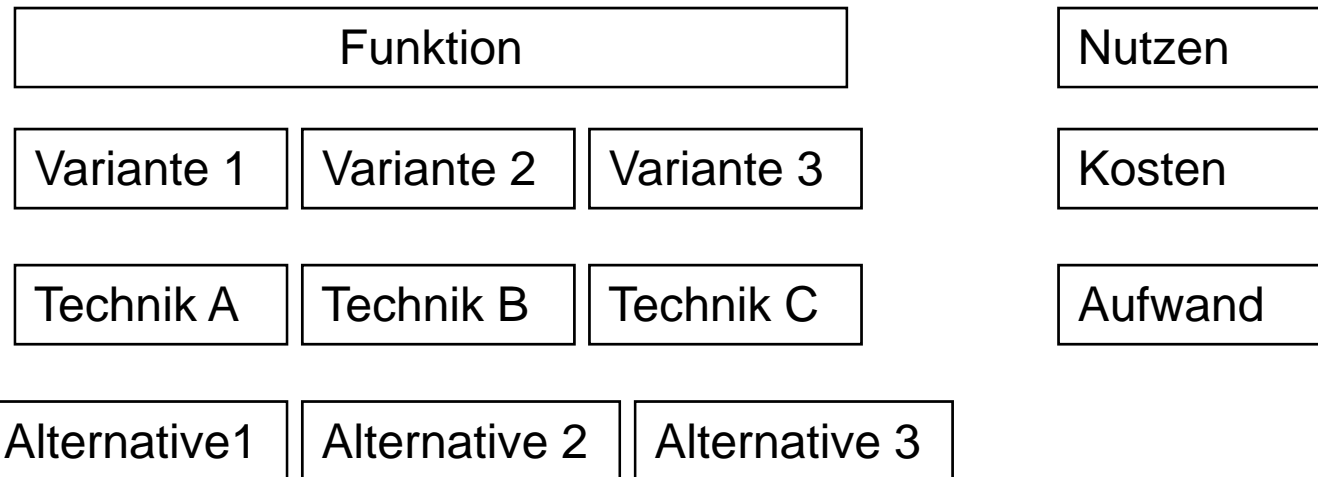 Funktion Nutzen
Variante 1 Variante 2 Variante 3 Kosten
Technik A Technik B Technik C Aufwand
Alternative1 Alternative 2 Alternative 3